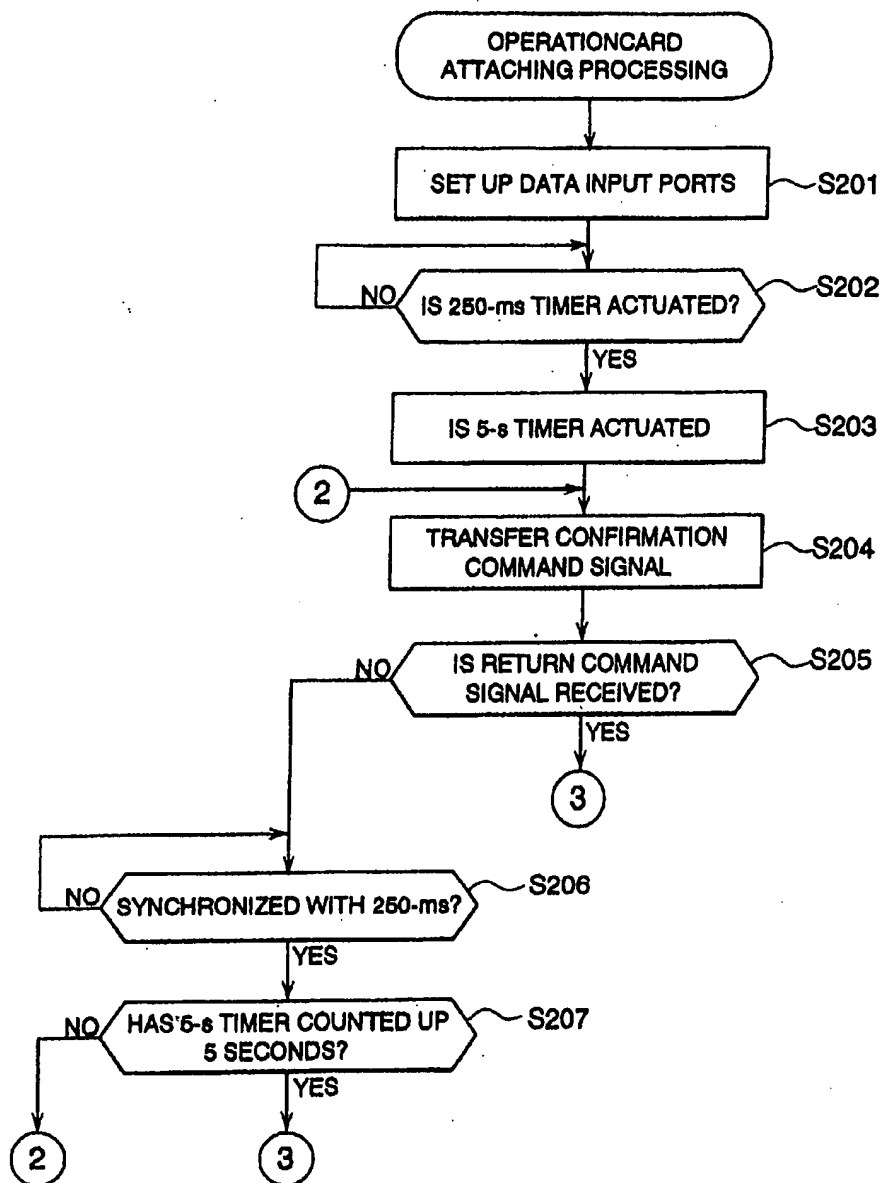 OPERATIONCARD
ATTACHING PROCESSING
SET UP DATA INPUT PORTS
S201
NO
IS 250-ms TIMER ACTUATED?
S202
YES
IS 5-s TIMER ACTUATED
S203
2
TRANSFER CONFIRMATION
COMMAND SIGNAL
S204
NO
IS RETURN COMMAND
SIGNAL RECEIVED?
S205
YES
3
NO
SYNCHRONIZED WITH 250-ms?
S206
YES
NO
HAS 5-s TIMER COUNTED UP
5 SECONDS?
S207
YES
2
3